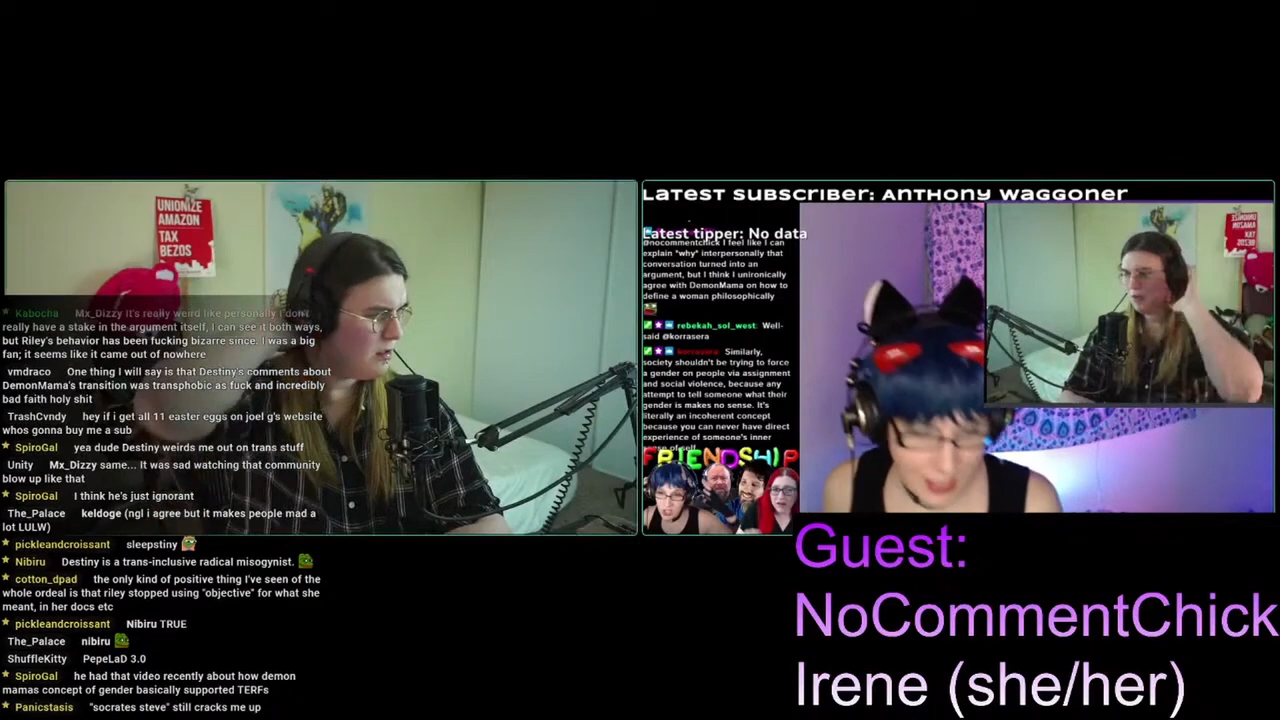 UNIONIZE
AMAZON
TAX
BEZOS
Kabocha Mx_Dizzy It's really weird like personally I don't
really have a stake in the argument itself, I can see it both ways,
but Riley's behavior has been fucking bizarre since. I was a big
fan; it seems like it came out of nowhere
vmdraco One thing I will say is that Destiny's comments about
DemonMama's transition was transphobic as fuck and incredibly
bad faith holy shit
TrashCvndy hey if i get all 11 easter eggs on joel g's website
whos gonna buy me a sub
SpiroGal yea dude Destiny weirds me out on trans stuff
Unity Mx_Dizzy same... It was sad watching that community
blow up like that
SpiroGal I think he's just ignorant
The_Palace keldoge (ngl i agree but it makes people mad a
lot LULW)
pickleandcroissant sleepstiny
Nibiru Destiny is a trans-inclusive radical misogynist.
cotton_dpad the only kind of positive thing I've seen of the
whole ordeal is that riley stopped using "objective" for what she
meant, in her docs etc
pickleandcroissant Nibiru TRUE
The_Palace nibiru
ShuffleKitty PepeLaD 3.0
SpiroGal he had that video recently about how demon
mamas concept of gender basically supported TERFs
Panicstasis "socrates steve" still cracks me up
Latest subscriber: Anthony Waggoner
Latest tipper: No data
@nocommentchick I feel like I can
explain *why* interpersonally that
conversation turned into an
argument, but I think I unironically
agree with DemonMama on how to
define a woman philosophically
rebekah_sol_west: Well-
said @korrasera
korrasera: Similarly,
society shouldn't be trying to force
a gender on people via assignment
and social violence, because any
attempt to tell someone what their
gender is makes no sense. It's
literally an incoherent concept
because you can never have direct
experience of someone's inner
FRIENDSHIP
UNIONIZE
AMAZON
TAX
BEZOS
Guest:
NoCommentChick
Irene (she/her)